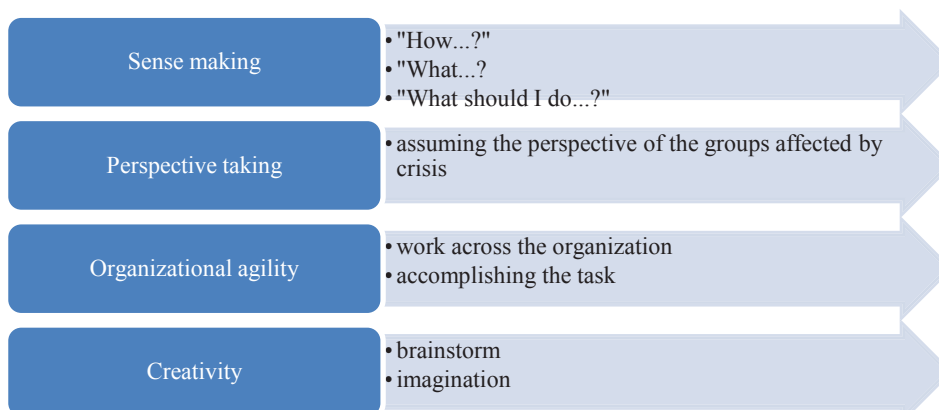 Sense making
• "How...?"
• "What...?
• "What should I do...?"
Perspective taking
• assuming the perspective of the groups affected by
crisis
Organizational agility
• work across the organization
• accomplishing the task
Creativity
• brainstorm
• imagination